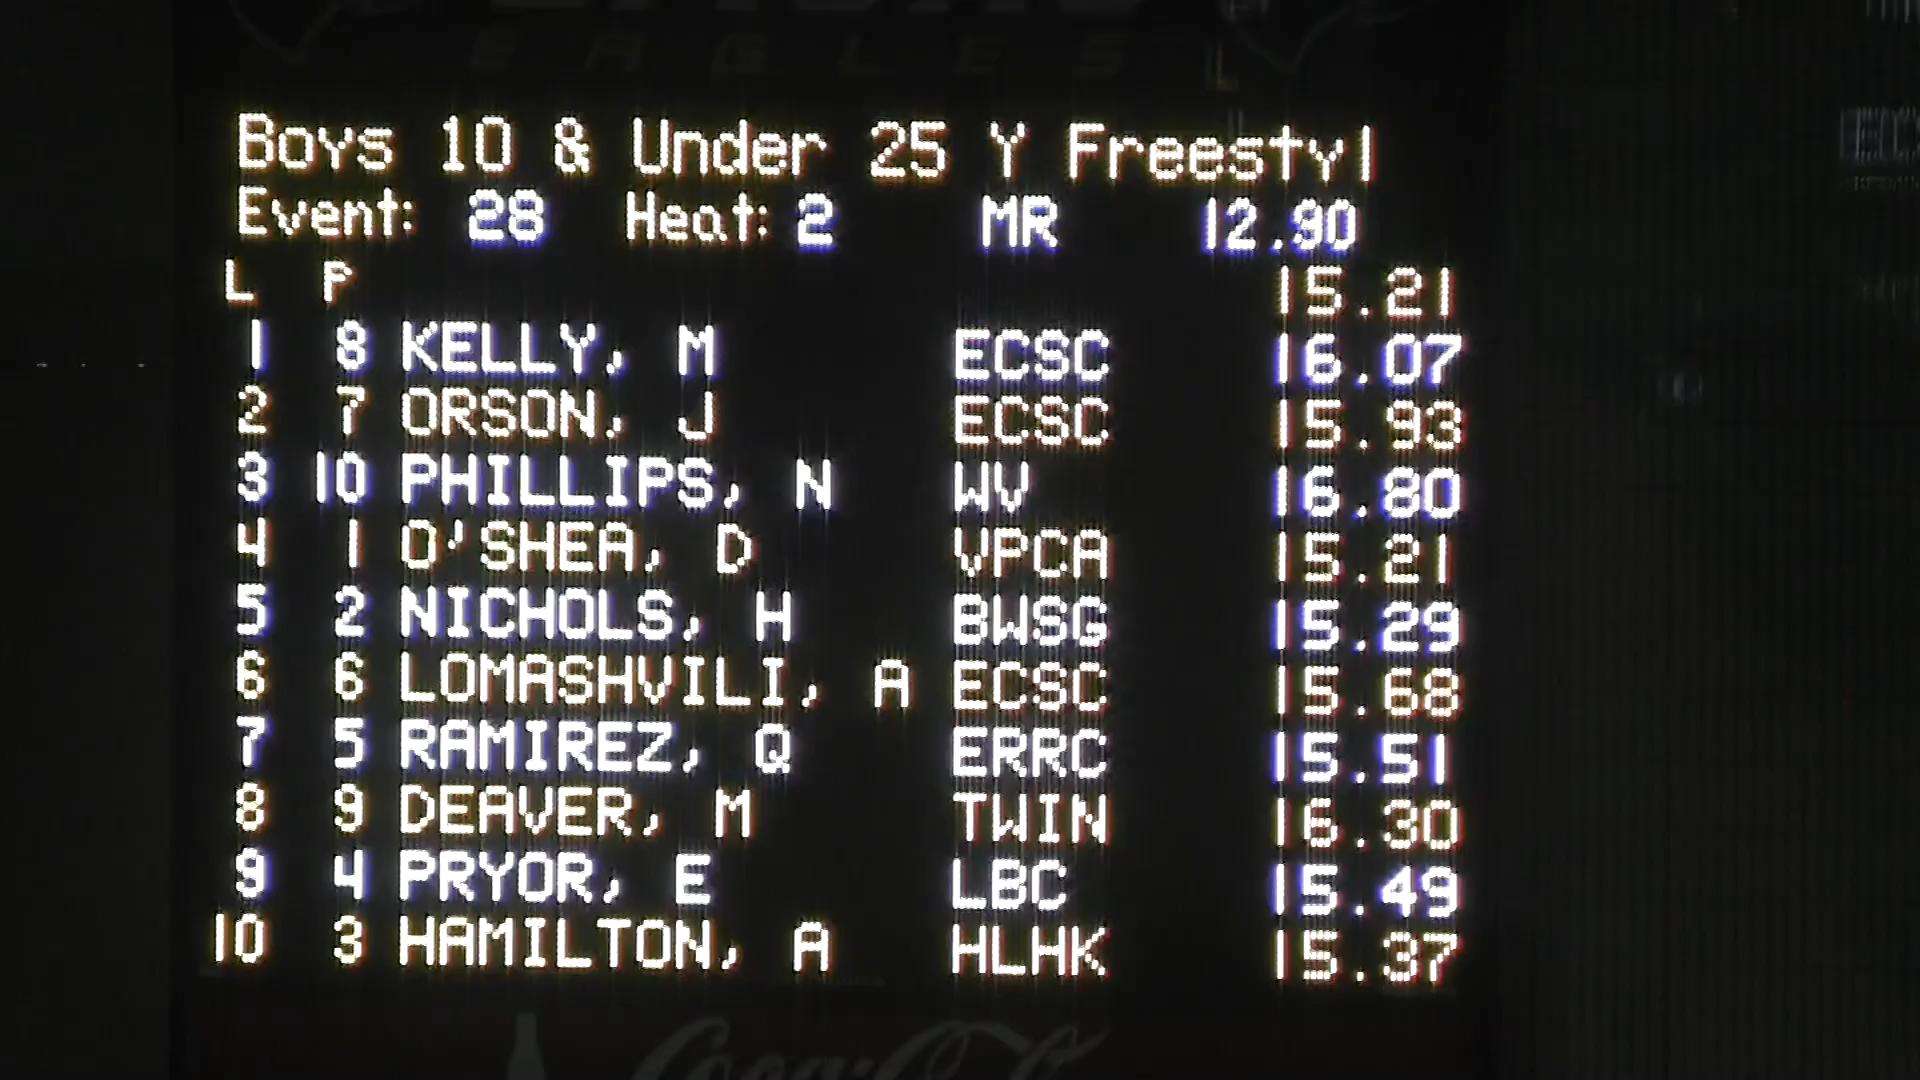 EAGLES
Boys 10 & Under 25 Y Freestyl
Event: 28 Heat: 2 MR 12.90
L P 15.21
1 8 KELLY, M ECSC 16.07
2 7 ORSON, J ECSC 15.93
3 10 PHILLIPS, N WV 16.80
4 1 O'SHEA, D VPCA 15.21
5 2 NICHOLS, H BWSG 15.29
6 6 LOMASHVILI, A ECSC 15.68
7 5 RAMIREZ, Q ERRC 15.51
8 9 DEAVER, M TWIN 16.30
9 4 PRYOR, E LBC 15.49
10 3 HAMILTON, A HLHK 15.37
Coca-Cola